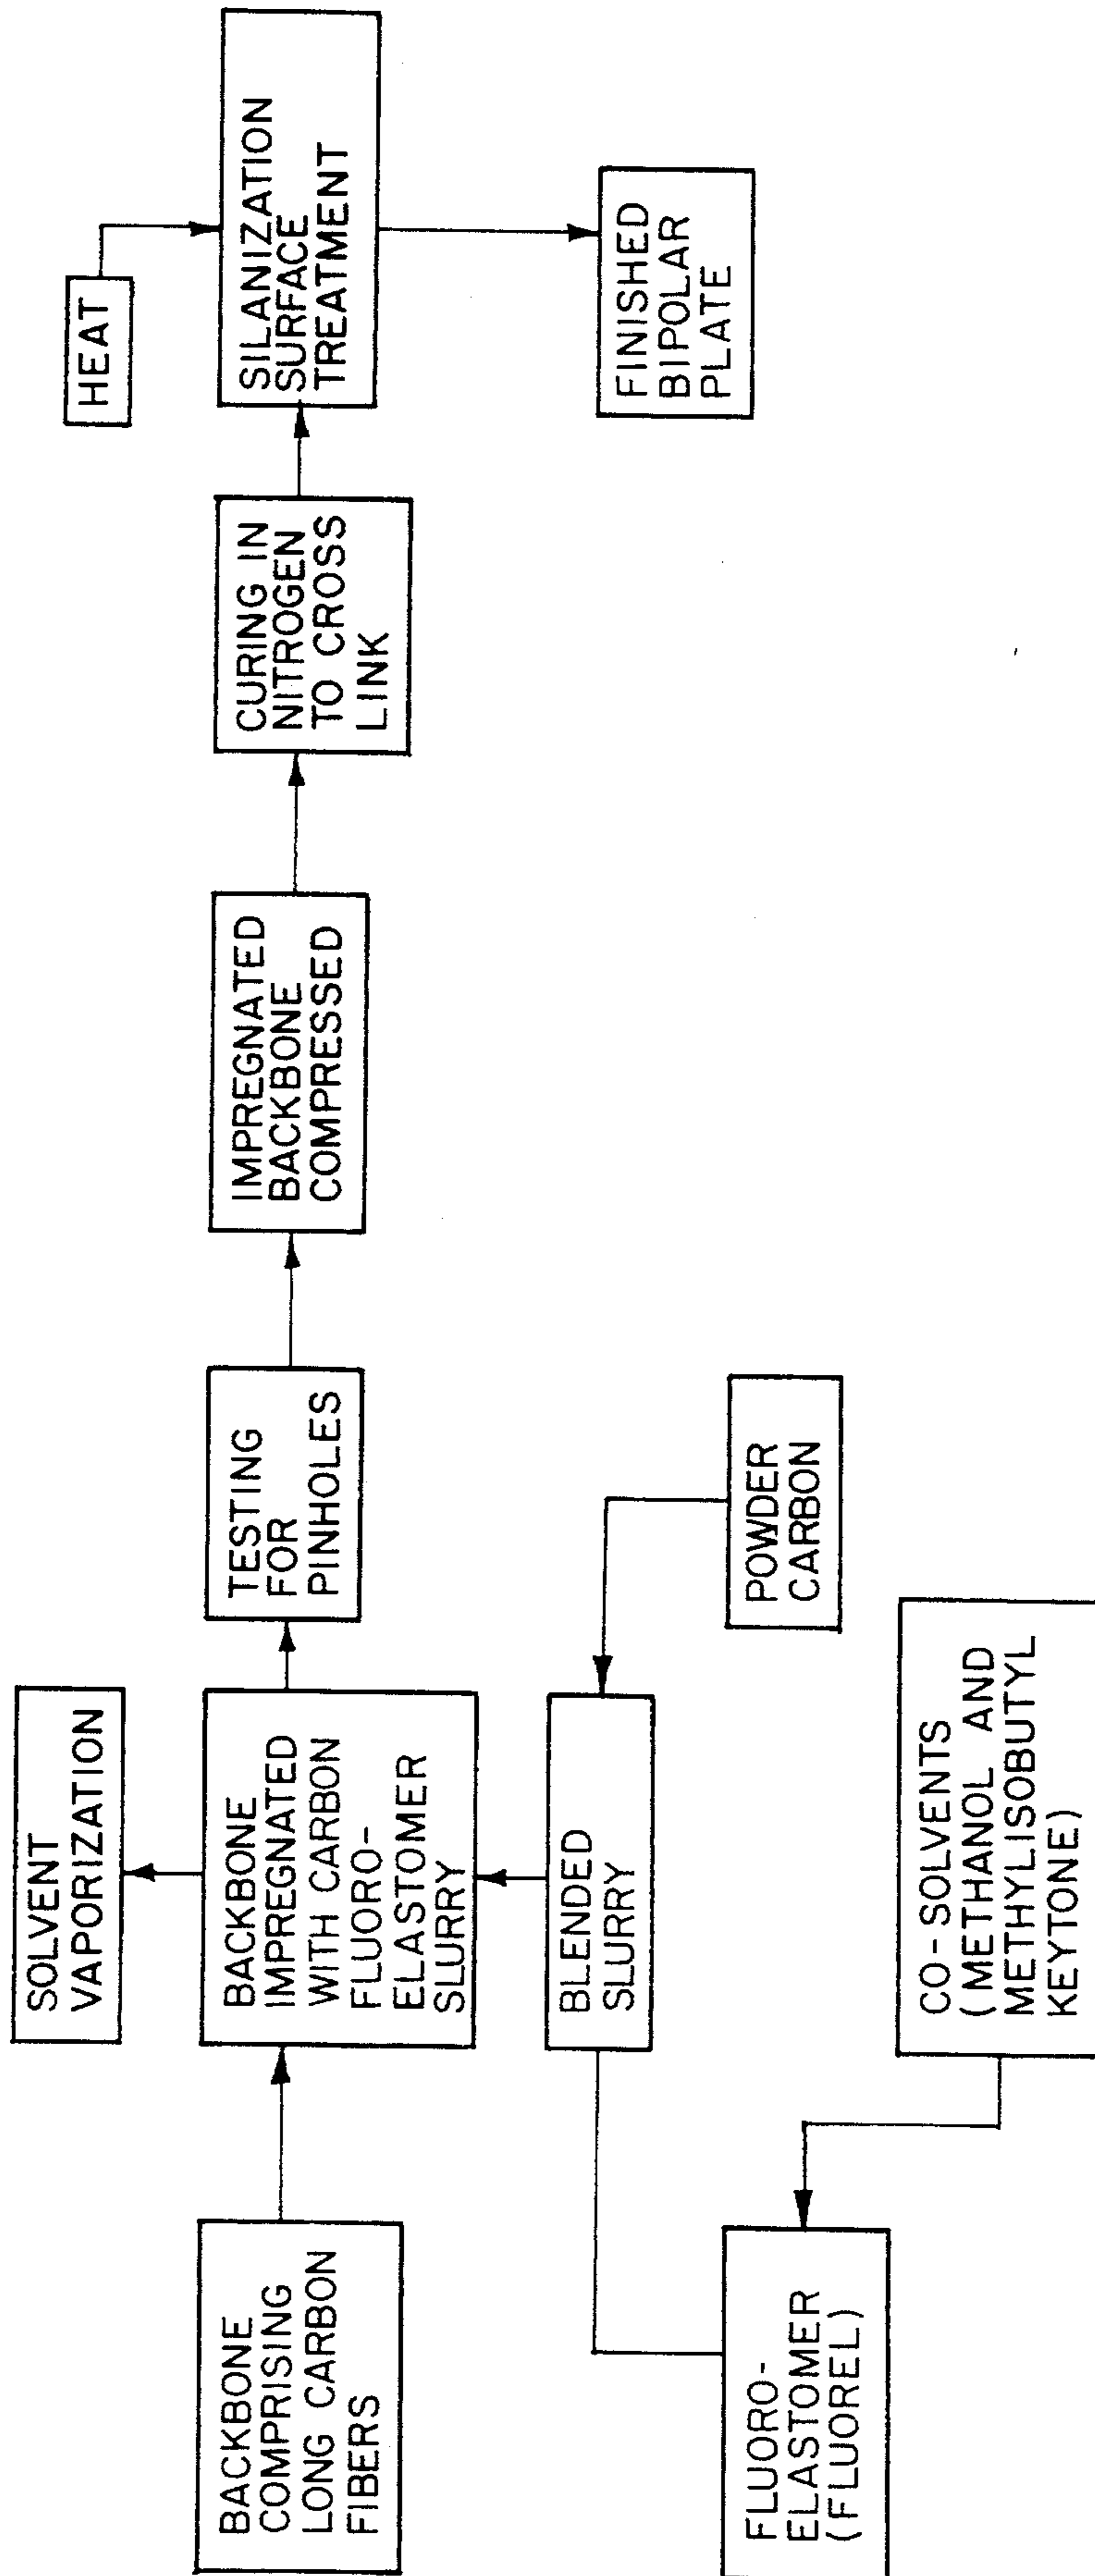 SOLVENT
VAPORIZATION
HEAT
BACKBONE
COMPRISING
LONG CARBON
FIBERS
BACKBONE
IMPREGNATED
WITH CARBON
FLUORO-
ELASTOMER
SLURRY
TESTING
FOR
PINHOLES
IMPREGNATED
BACKBONE
COMPRESSED
CURING IN
NITROGEN
TO CROSS
LINK
SILANIZATION
SURFACE
TREATMENT
BLENDED
SLURRY
FINISHED
BIPOLAR
PLATE
FLUORO-
ELASTOMER
(FLUOREL)
POWDER
CARBON
CO-SOLVENTS
(METHANOL AND
METHYLISOBUTYL
KEYTONE)